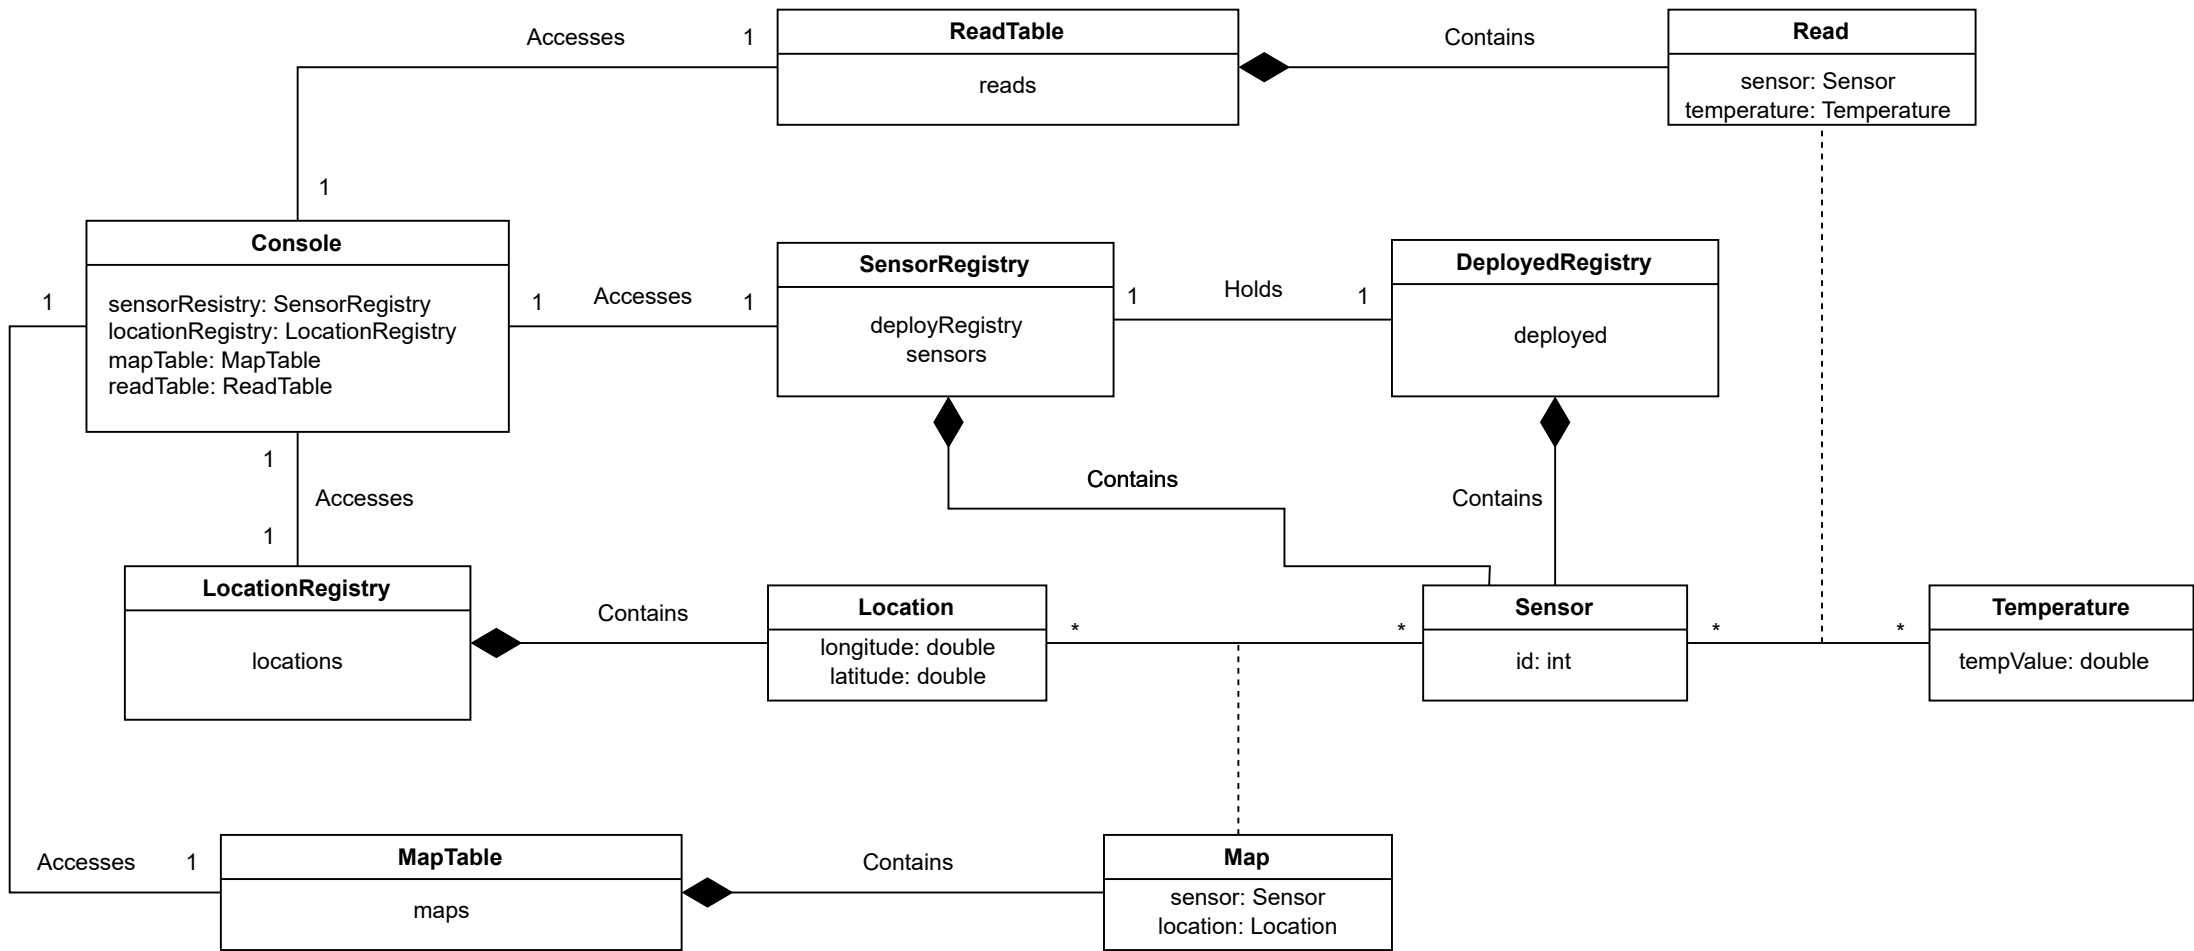 Accesses
1
ReadTable
reads
Contains
Read
sensor: Sensor
temperature: Temperature
1
Console
sensorResistry: SensorRegistry
locationRegistry: LocationRegistry
mapTable: MapTable
readTable: ReadTable
1
1
Accesses
1
SensorRegistry
deployRegistry
sensors
1
Holds
1
DeployedRegistry
deployed
1
Accesses
1
Contains
Contains
LocationRegistry
locations
Contains
Location
longitude: double
latitude: double
*
*
Sensor
id: int
*
*
Temperature
tempValue: double
Accesses
1
MapTable
maps
Contains
Map
sensor: Sensor
location: Location